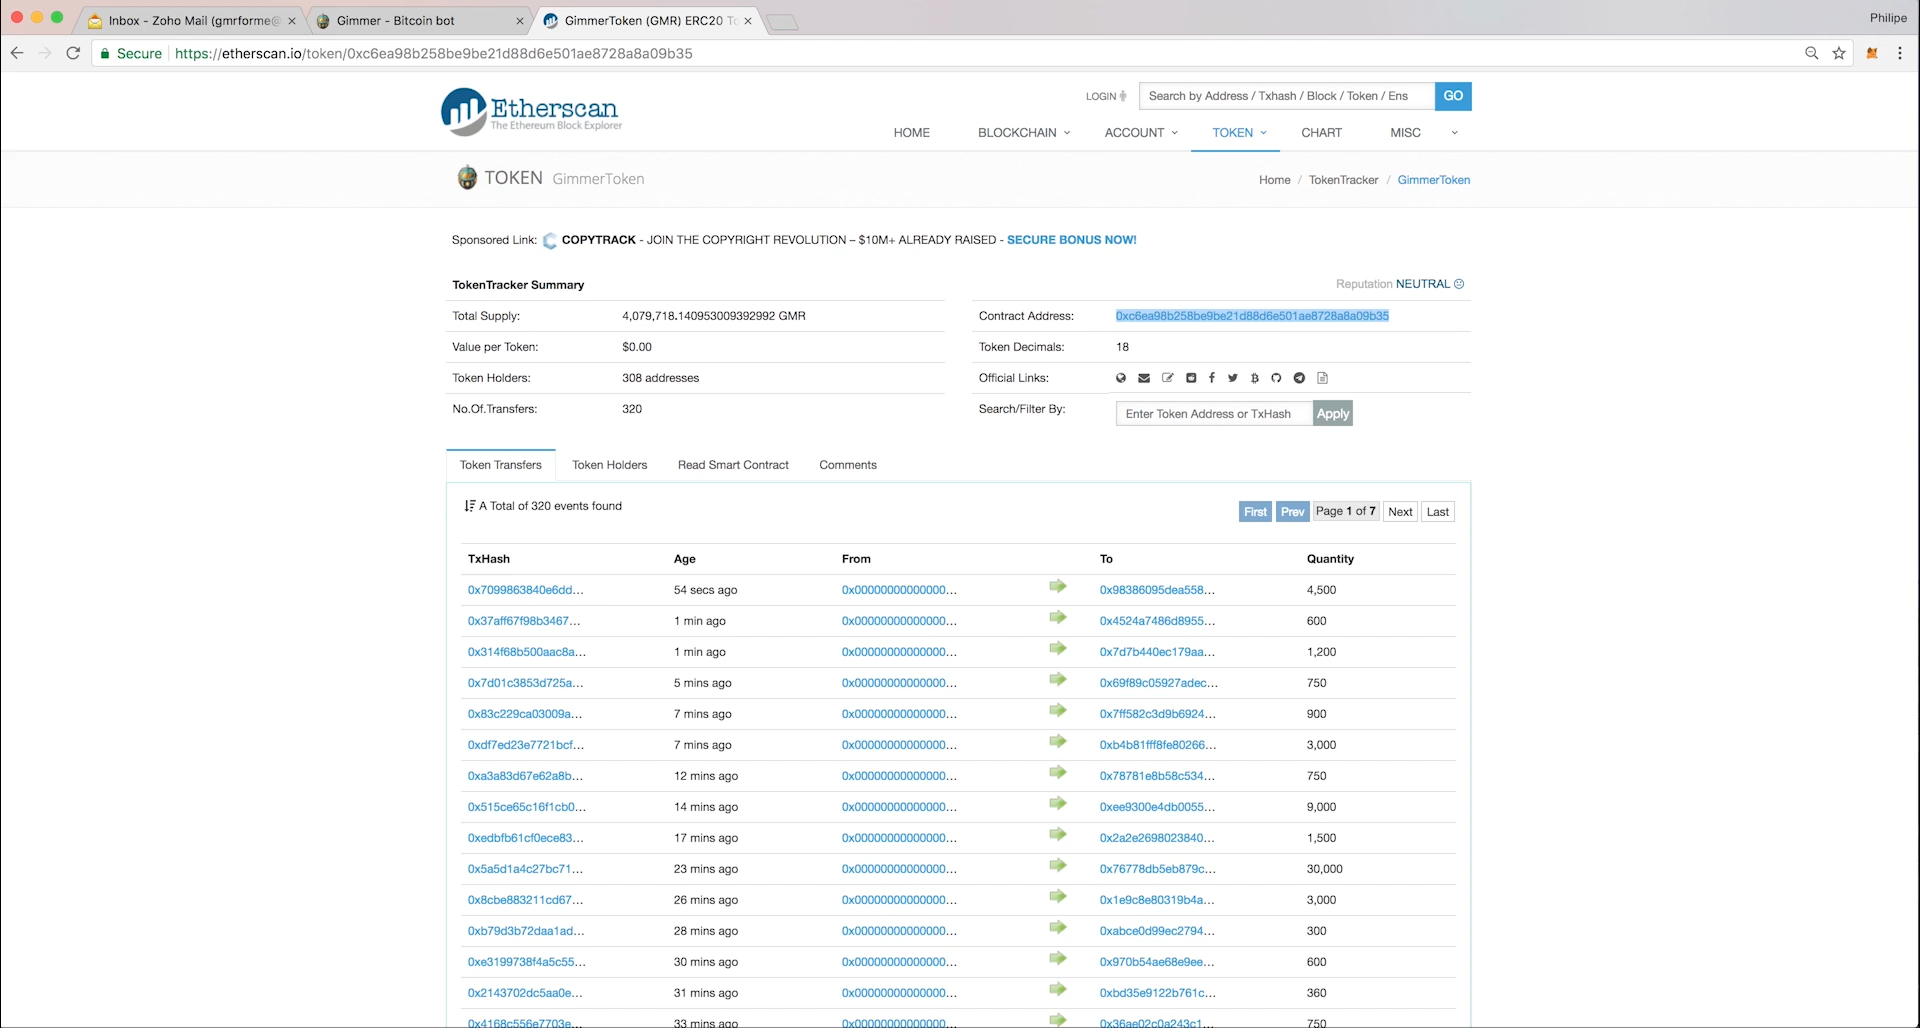 Inbox - Zoho Mail (gmrforme@
Gimmer - Bitcoin bot
GimmerToken (GMR) ERC20 To
Philipe
Secure
https://etherscan.io/token/0xc6ea98b258be9be21d88d6e501ae8728a8a09b35
Etherscan
The Ethereum Block Explorer
LOGIN
Search by Address / Txhash / Block / Token / Ens
GO
HOME
BLOCKCHAIN
ACCOUNT
TOKEN
CHART
MISC
TOKEN GimmerToken
Home / TokenTracker / GimmerToken
Sponsored Link: COPYTRACK - JOIN THE COPYRIGHT REVOLUTION – $10M+ ALREADY RAISED - SECURE BONUS NOW!
TokenTracker Summary
Reputation NEUTRAL
Total Supply: 4,079,718.140953009392992 GMR
Contract Address: 0xc6ea98b258be9be21d88d6e501ae8728a8a09b35
Value per Token: $0.00
Token Decimals: 18
Token Holders: 308 addresses
Official Links:
No.Of.Transfers: 320
Search/Filter By: Enter Token Address or TxHash Apply
Token Transfers
Token Holders
Read Smart Contract
Comments
A Total of 320 events found
First Prev Page 1 of 7 Next Last
TxHash Age From To Quantity
0x7099863840e6dd... 54 secs ago 0x00000000000000... 0x98386095dea558... 4,500
0x37aff67f98b3467... 1 min ago 0x00000000000000... 0x4524a7486d8955... 600
0x314f68b500aac8a... 1 min ago 0x00000000000000... 0x7d7b440ec179aa... 1,200
0x7d01c3853d725a... 5 mins ago 0x00000000000000... 0x69f89c05927adec... 750
0x83c229ca03009a... 7 mins ago 0x00000000000000... 0x7ff582c3d9b6924... 900
0xdf7ed23e7721bcf... 7 mins ago 0x00000000000000... 0xb4b81fff8fe80266... 3,000
0xa3a83d67e62a8b... 12 mins ago 0x00000000000000... 0x78781e8b58c534... 750
0x515ce65c16f1cb0... 14 mins ago 0x00000000000000... 0xee9300e4db0055... 9,000
0xedbfb61cf0ece83... 17 mins ago 0x00000000000000... 0x2a2e2698023840... 1,500
0x5a5d1a4c27bc71... 23 mins ago 0x00000000000000... 0x76778db5eb879c... 30,000
0x8cbe883211cd67... 26 mins ago 0x00000000000000... 0x1e9c8e80319b4a... 3,000
0xb79d3b72daa1ad... 28 mins ago 0x00000000000000... 0xabce0d99ec2794... 300
0xe3199738f4a5c55... 30 mins ago 0x00000000000000... 0x970b54ae68e9ee... 600
0x2143702dc5aa0e... 31 mins ago 0x00000000000000... 0xbd35e9122b761c... 360
0x4168c556e7703e... 33 mins ago 0x00000000000000... 0x36ae02c0a243c1... 750